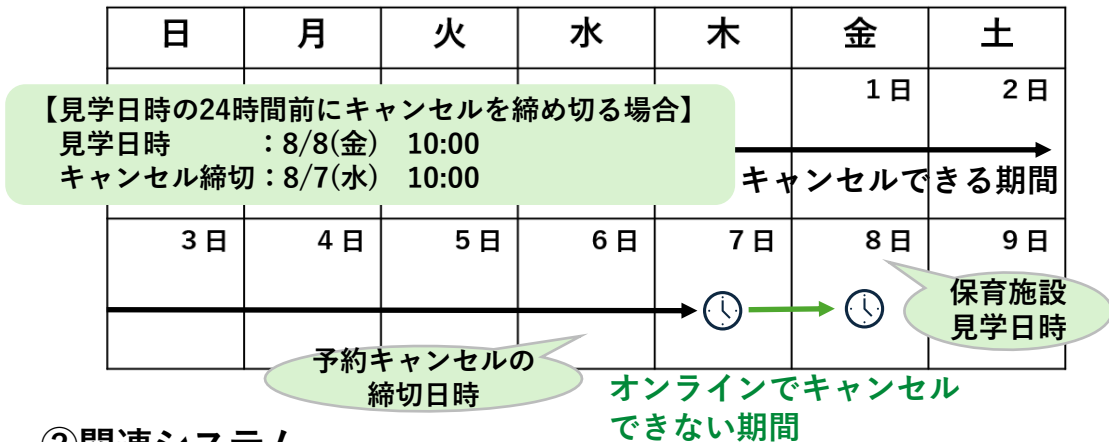 日 月 火 水 木 金 土
1日 2日
【見学日時の24時間前にキャンセルを締め切る場合】
見学日時 ：8/8(金) 10:00
キャンセル締切：8/7(水) 10:00
キャンセルできる期間
3日 4日 5日 6日 7日 8日 9日
保育施設
見学日時
予約キャンセルの
締切日時
オンラインでキャンセル
できない期間